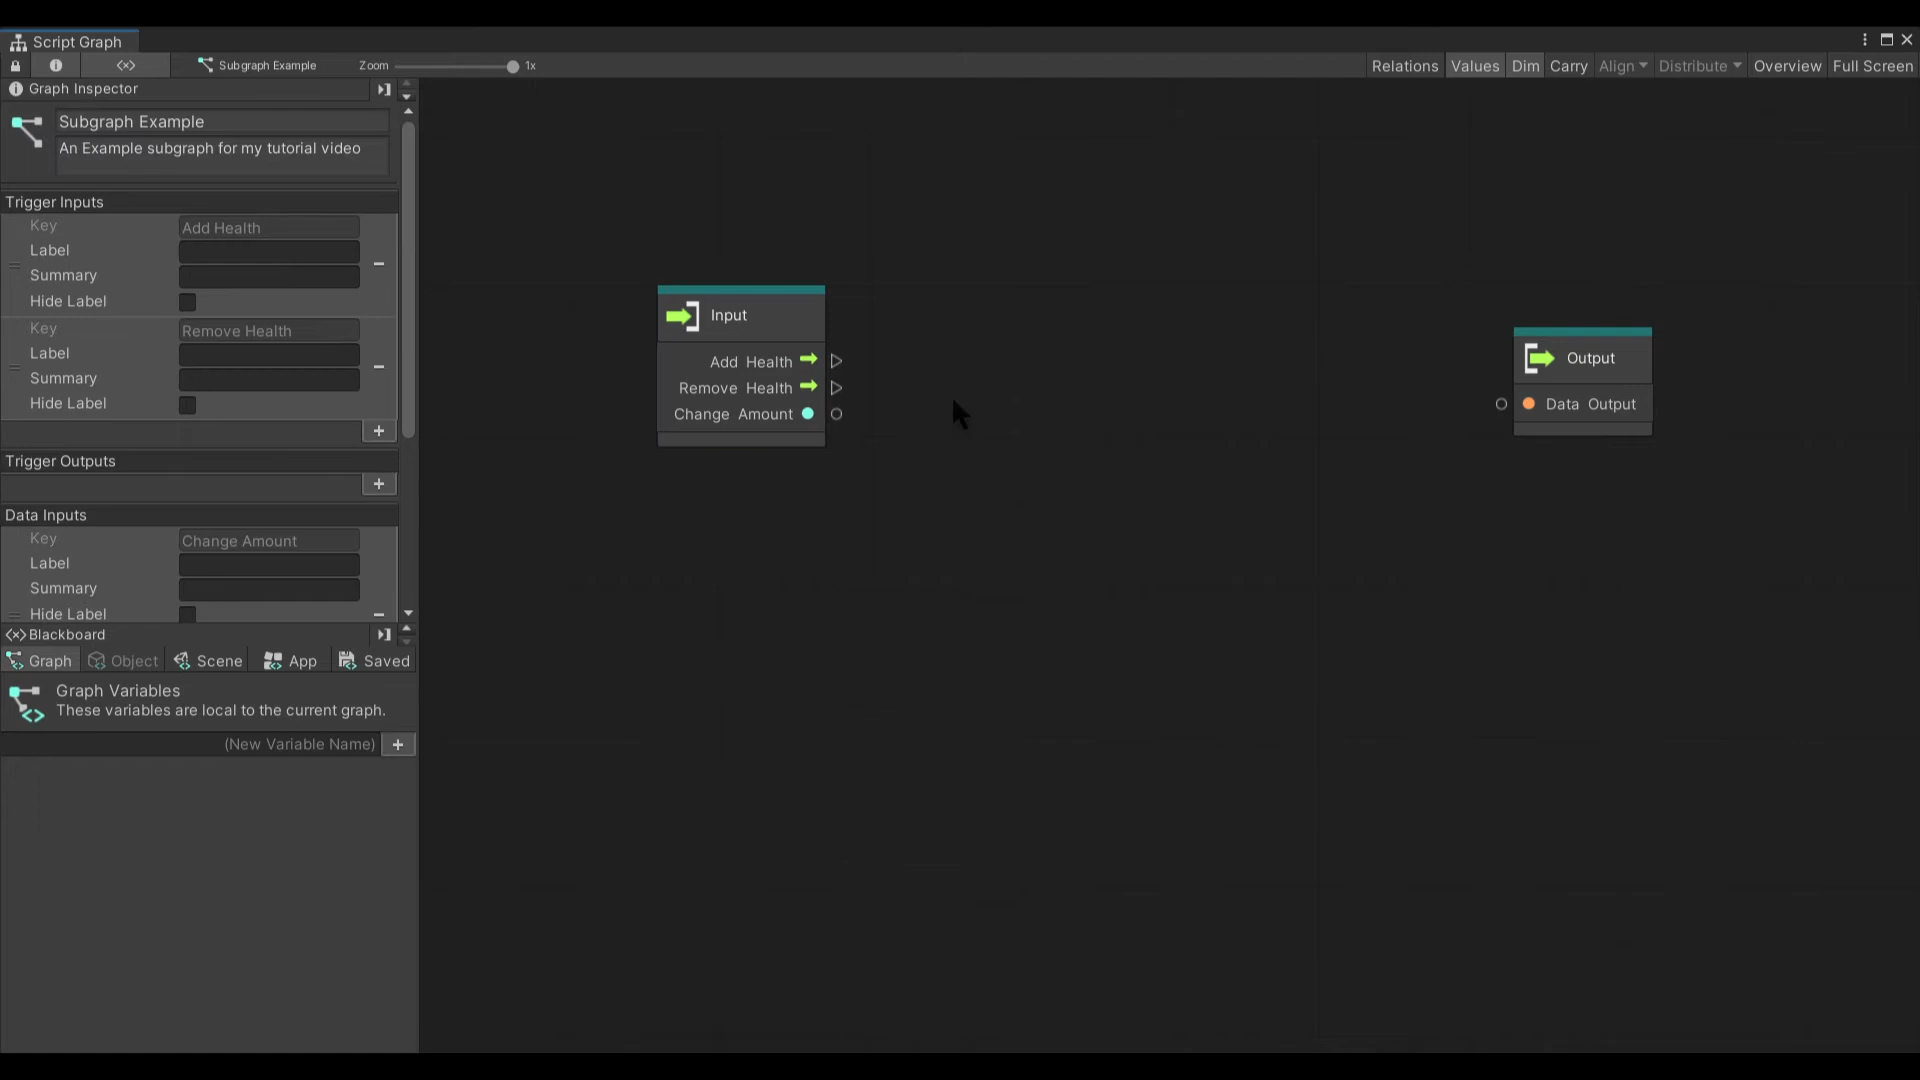 Script Graph
Subgraph Example Zoom 1x Relations Values Dim Carry Align Distribute Overview Full Screen
Graph Inspector
Subgraph Example
An Example subgraph for my tutorial video
Trigger Inputs
Key Add Health
Label
Summary
Hide Label
Key Remove Health
Label
Summary
Hide Label
Trigger Outputs
Data Inputs
Key Change Amount
Label
Summary
Hide Label
Blackboard
Graph Object Scene App Saved
Graph Variables
These variables are local to the current graph.
(New Variable Name)
Input
Add Health
Remove Health
Change Amount
Output
Data Output